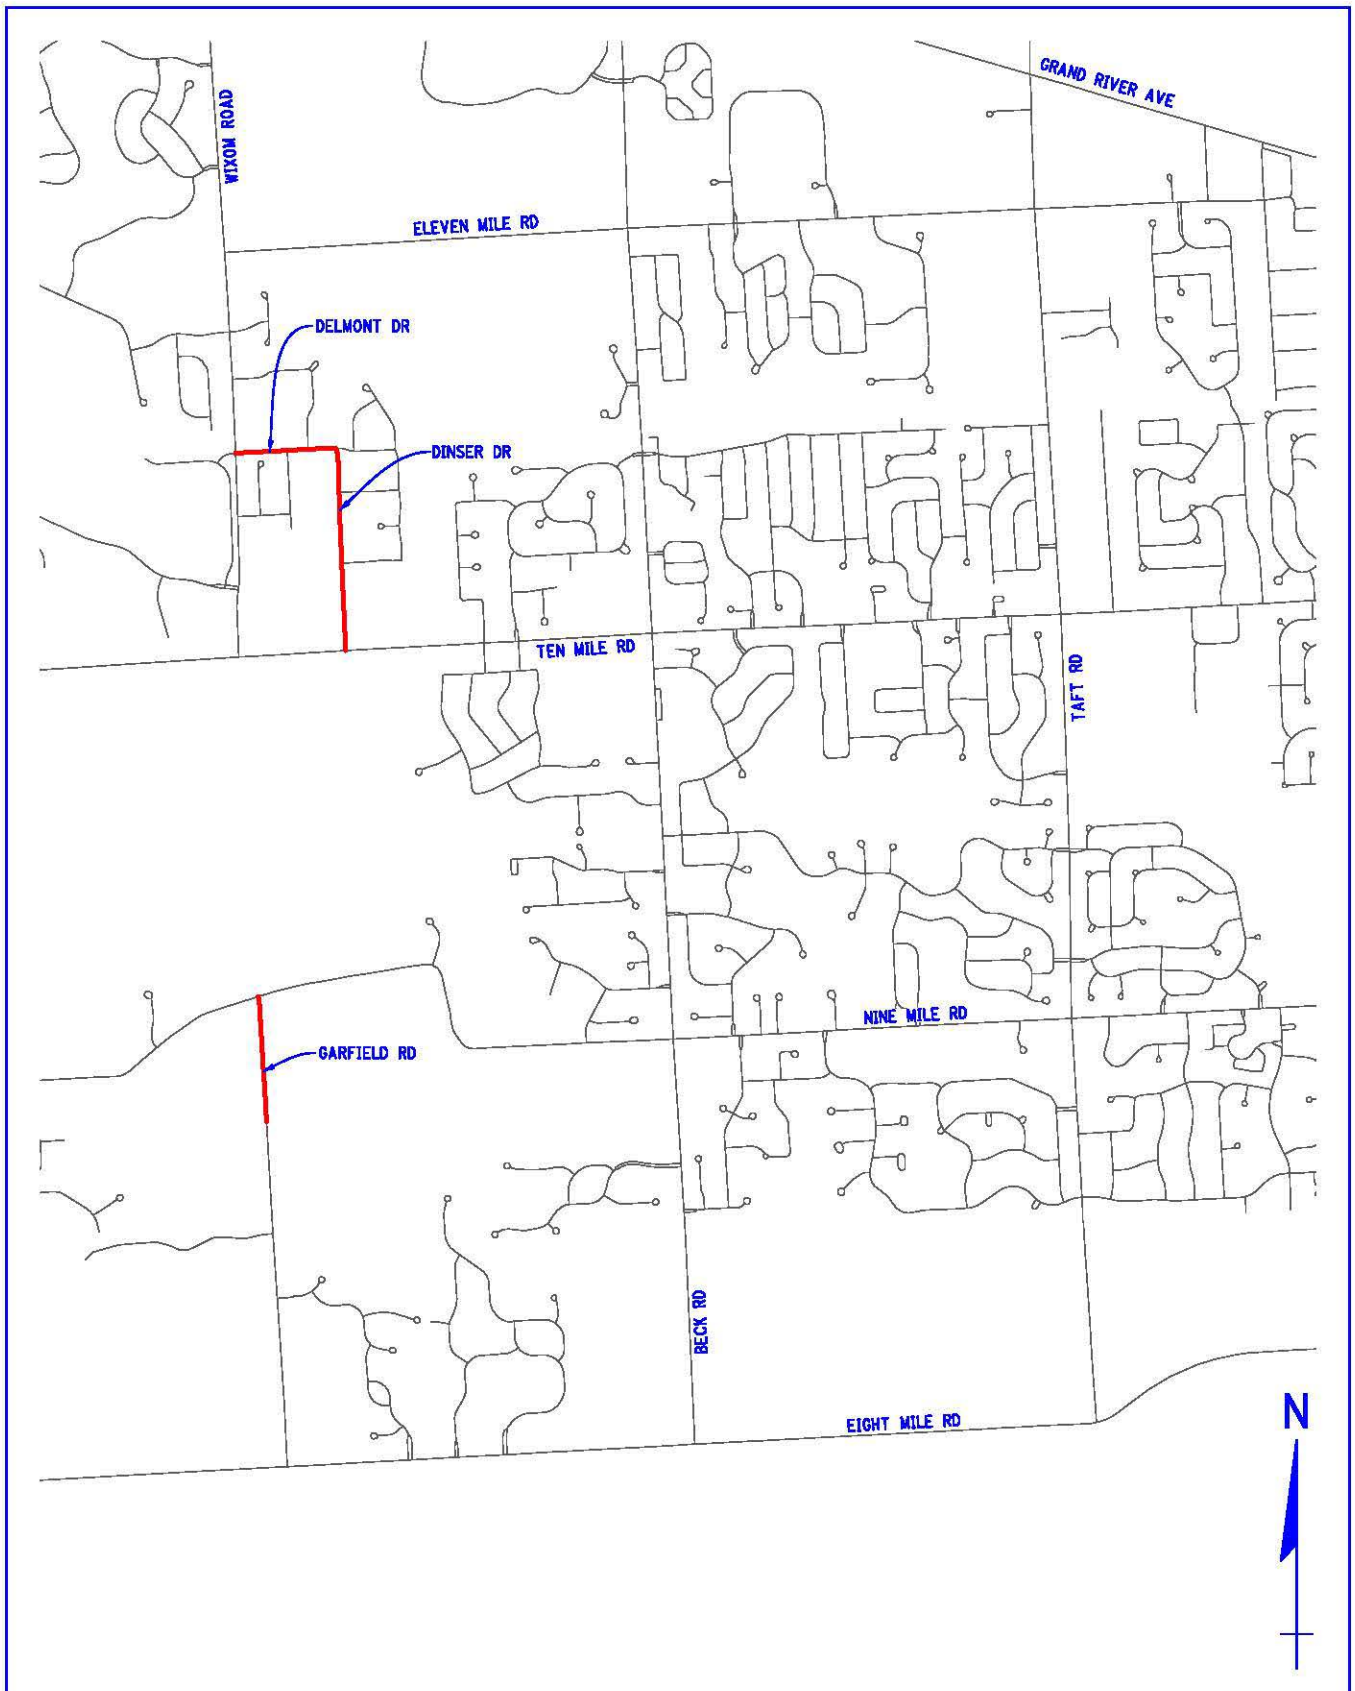 GRAND RIVER AVE
WIXOM ROAD
ELEVEN MILE RD
DELMONT DR
DINSER DR
TEN MILE RD
TAFT RD
NINE MILE RD
GARFIELD RD
BECK RD
EIGHT MILE RD
N